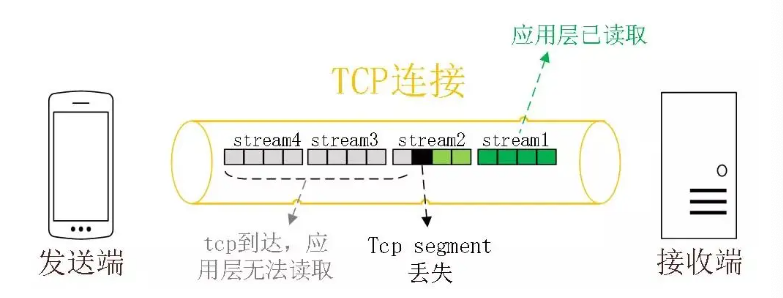 应用层已读取
TCP连接
stream4 stream3 stream2 stream1
tcp到达，应
用层无法读取
Tcp segment
丢失
发送端
接收端